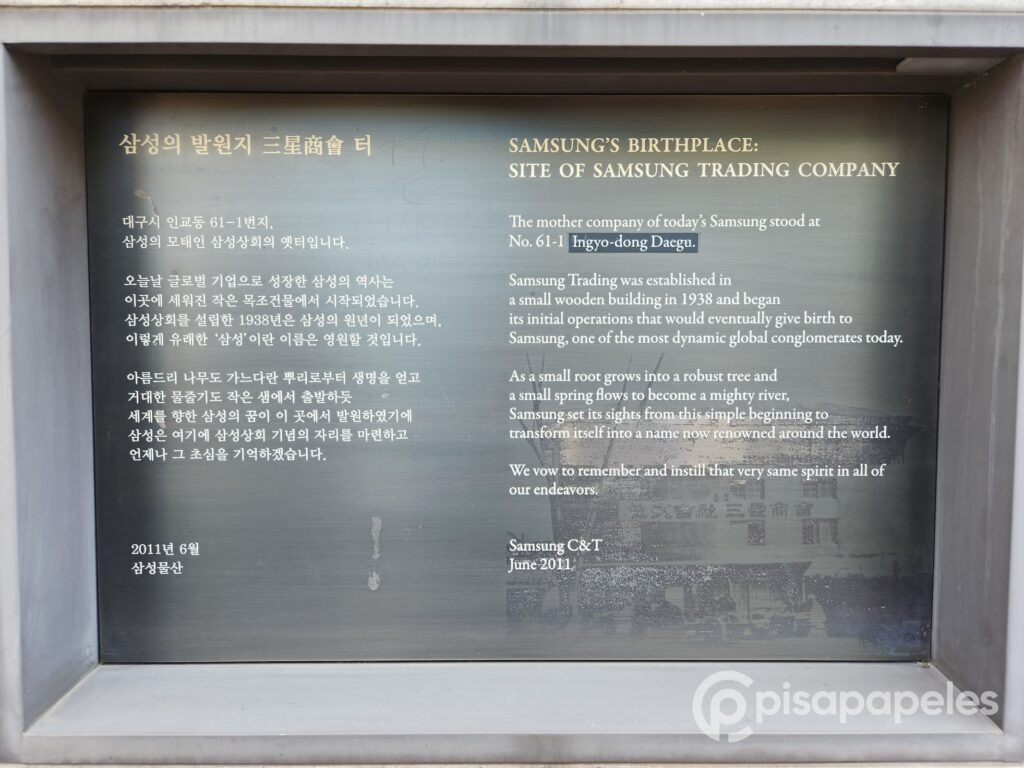 삼성의 발원지 三星商會 터
대구시 인교동 61-1번지.
삼성의 모태인 삼성상회의 옛터입니다.
오늘날 글로벌 기업으로 성장한 삼성의 역사는
이곳에 세워진 작은 목조건물에서 시작되었습니다.
삼성상회를 설립한 1938년은 삼성의 원년이 되었으며,
이렇게 유래한 ‘삼성’이란 이름은 영원할 것입니다.
아름드리 나무도 가느다란 뿌리로부터 생명을 얻고
거대한 물줄기도 작은 샘에서 출발하듯
세계를 향한 삼성의 꿈이 이 곳에서 발원하였기에
삼성은 여기에 삼성상회 기념의 자리를 마련하고
언제나 그 초심을 기억하겠습니다.
2011년 6월
삼성물산
SAMSUNG’S BIRTHPLACE:
SITE OF SAMSUNG TRADING COMPANY
The mother company of today’s Samsung stood at
No. 61-1 Ingyo-dong Daegu.
Samsung Trading was established in
a small wooden building in 1938 and began
its initial operations that would eventually give birth to
Samsung, one of the most dynamic global conglomerates today.
As a small root grows into a robust tree and
a small spring flows to become a mighty river,
Samsung set its sights from this simple beginning to
transform itself into a name now renowned around the world.
We vow to remember and instill that very same spirit in all of
our endeavors.
Samsung C&T
June 2011.
三星商會
pisapapeles